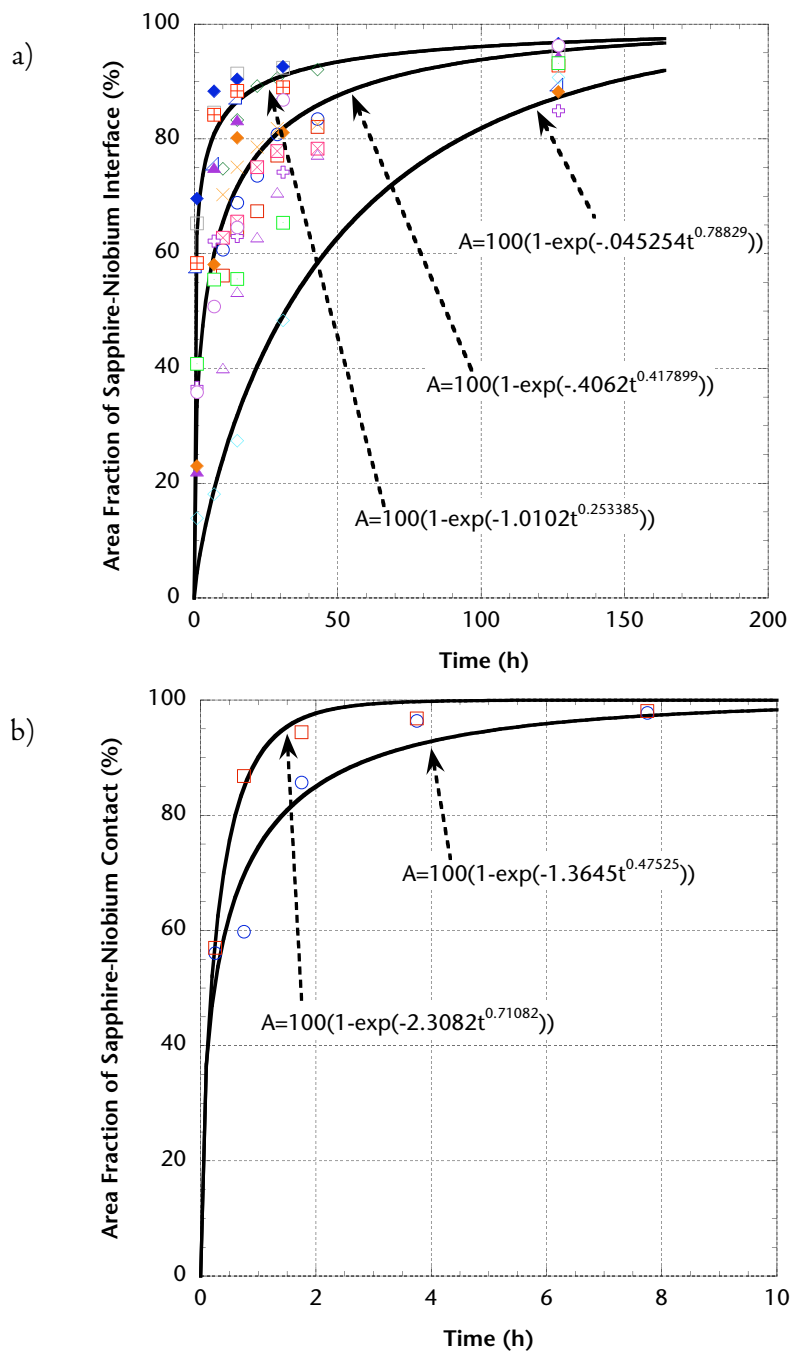 a)
Area Fraction of Sapphire-Niobium Interface (%)
100
80
60
40
20
0
A=100(1-exp(-.045254t^0.78829))
A=100(1-exp(-.4062t^0.417899))
A=100(1-exp(-1.0102t^0.253385))
0 50 100 150 200
Time (h)
b)
Area Fraction of Sapphire-Niobium Contact (%)
100
80
60
40
20
0
A=100(1-exp(-1.3645t^0.47525))
A=100(1-exp(-2.3082t^0.71082))
0 2 4 6 8 10
Time (h)